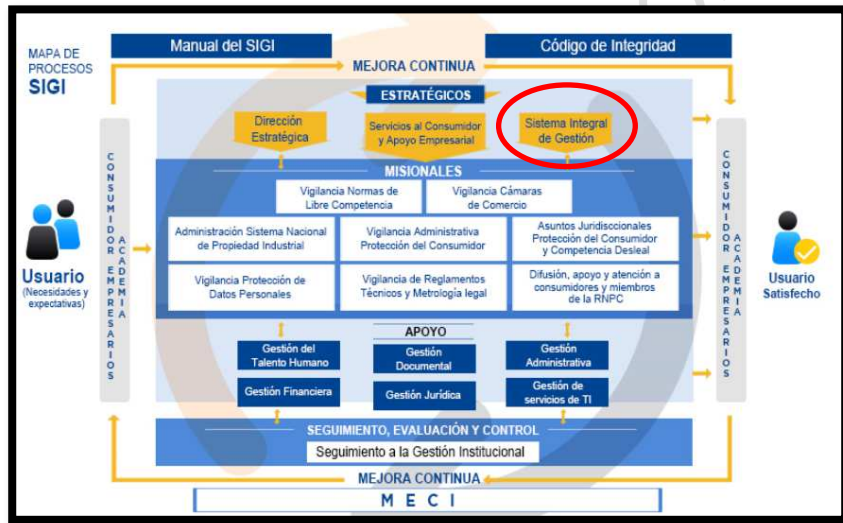 MAPA DE
PROCESOS
SIGI
Manual del SIGI
Código de Integridad
MEJORA CONTINUA
ESTRATÉGICOS
Dirección
Estratégica
Servicios al Consumidor
y Apoyo Empresarial
Sistema Integral
de Gestión
MISIONALES
Vigilancia Normas de
Libre Competencia
Vigilancia Cámaras
de Comercio
Administración Sistema Nacional
de Propiedad Industrial
Vigilancia Administrativa
Protección del Consumidor
Asuntos Jurisdiccionales
Protección del Consumidor
y Competencia Desleal
Vigilancia Protección de
Datos Personales
Vigilancia de Reglamentos
Técnicos y Metrología legal
Difusión, apoyo y atención a
consumidores y miembros
de la RNPC
APOYO
Gestión del
Talento Humano
Gestión
Documental
Gestión
Administrativa
Gestión Financiera
Gestión Jurídica
Gestión de
servicios de TI
SEGUIMIENTO, EVALUACIÓN Y CONTROL
Seguimiento a la Gestión Institucional
MEJORA CONTINUA
MECI
Usuario
(Necesidades y
expectativas)
CONSUMIDOR EMPRESARIOS
ACADEMIA
CONSUMIDOR EMPRESARIOS
ACADEMIA
Usuario
Satisfecho